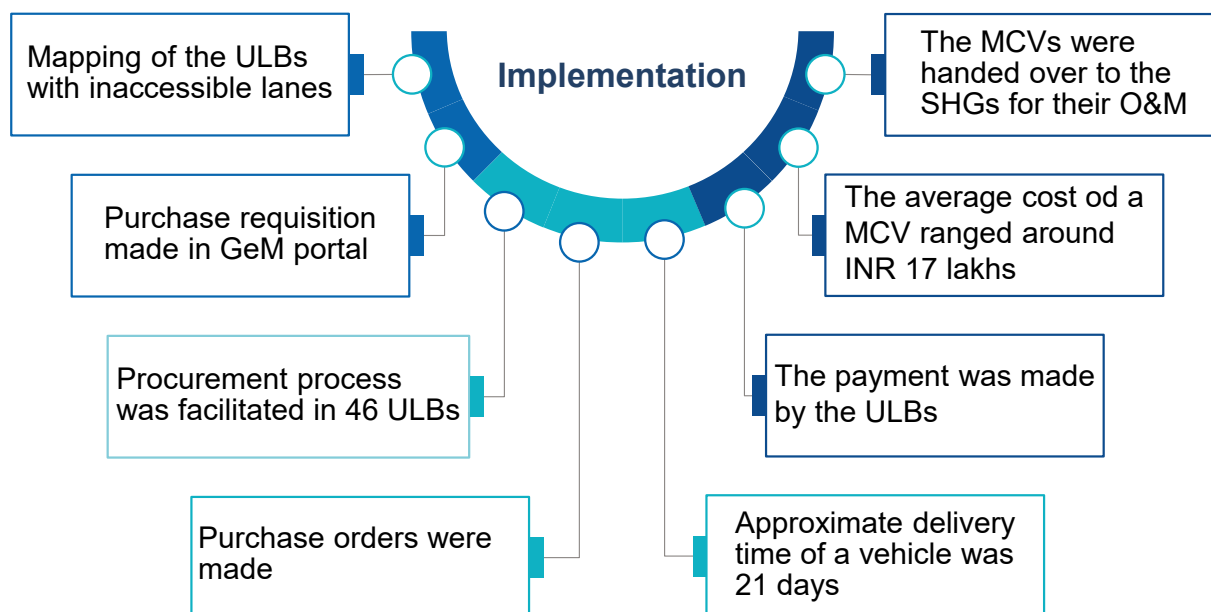 Implementation
Mapping of the ULBs
with inaccessible lanes
Purchase requisition
made in GeM portal
Procurement process
was facilitated in 46 ULBs
Purchase orders were
made
Approximate delivery
time of a vehicle was
21 days
The payment was made
by the ULBs
The average cost od a
MCV ranged around
INR 17 lakhs
The MCVs were
handed over to the
SHGs for their O&M